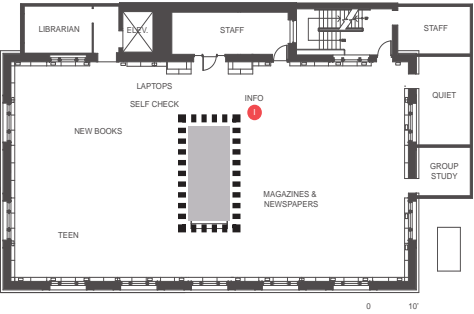 LIBRARIAN
ELEV.
STAFF
STAFF
LAPTOPS
SELF CHECK
INFO
I
QUIET
NEW BOOKS
GROUP
STUDY
MAGAZINES &
NEWSPAPERS
TEEN
0 10'